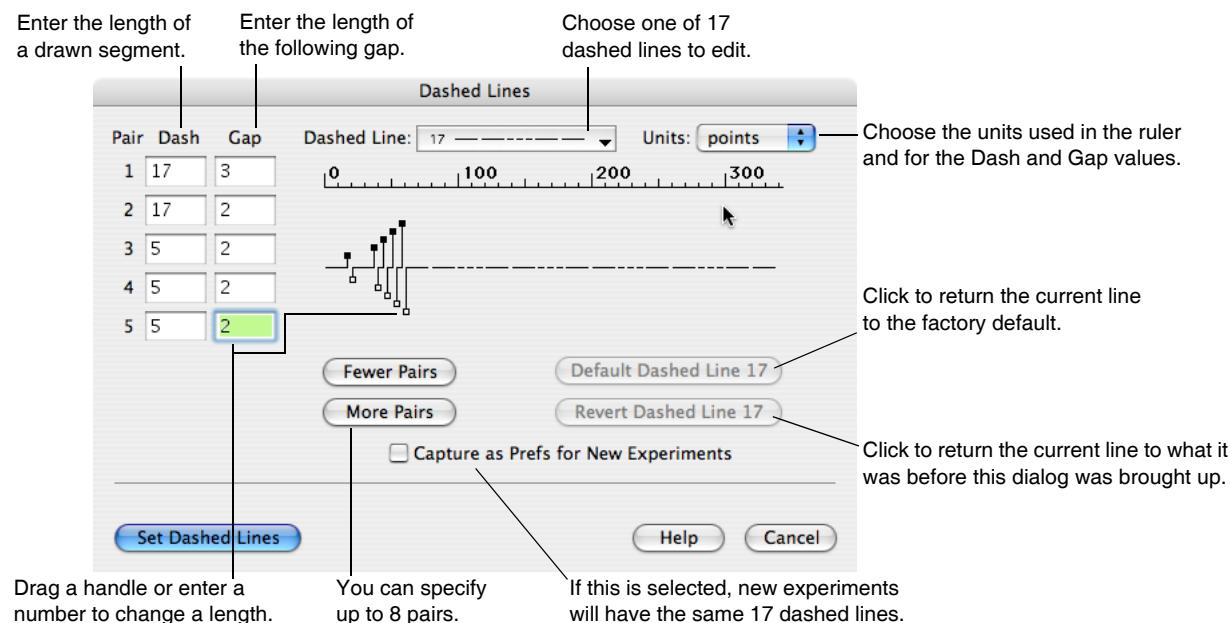 Enter the length of
a drawn segment.
Enter the length of
the following gap.
Choose one of 17
dashed lines to edit.
Dashed Lines
Pair Dash Gap
Dashed Line: 17
Units: points
Choose the units used in the ruler
and for the Dash and Gap values.
1 17 3
0 100 200 300
2 17 2
3 5 2
4 5 2
5 5 2
Click to return the current line
to the factory default.
Fewer Pairs
Default Dashed Line 17
More Pairs
Revert Dashed Line 17
Capture as Prefs for New Experiments
Click to return the current line to what it
was before this dialog was brought up.
Set Dashed Lines
Help
Cancel
Drag a handle or enter a
number to change a length.
You can specify
up to 8 pairs.
If this is selected, new experiments
will have the same 17 dashed lines.